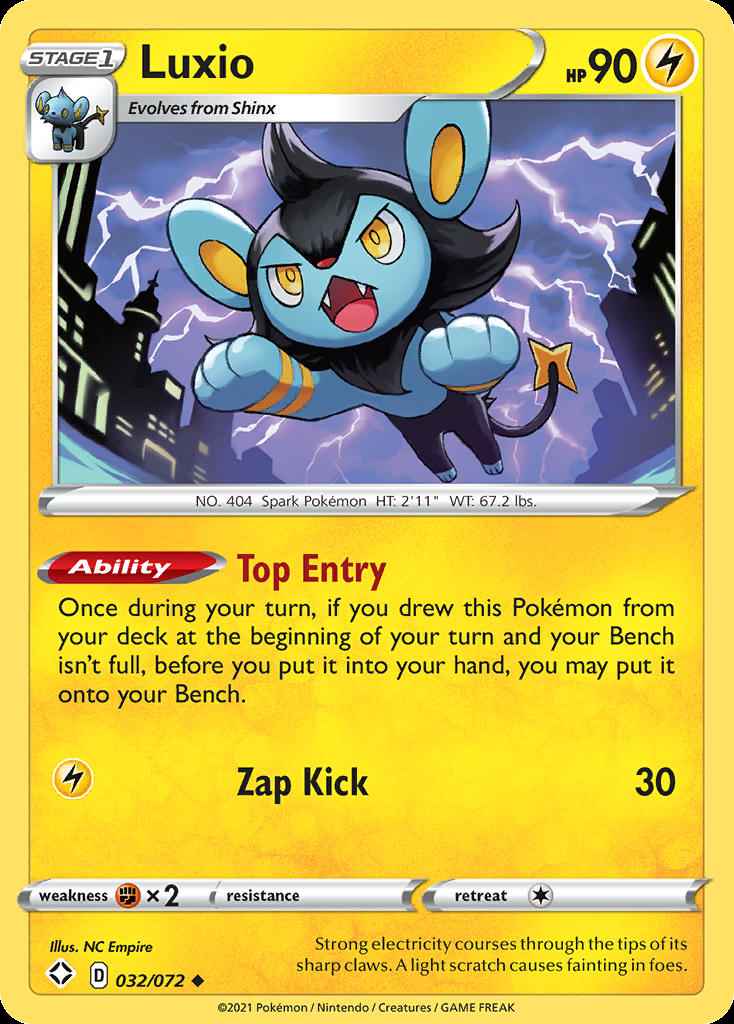 STAGE1
Luxio
HP90
Evolves from Shinx
NO. 404 Spark Pokémon HT: 2'11" WT: 67.2 lbs.
Ability Top Entry
Once during your turn, if you drew this Pokémon from
your deck at the beginning of your turn and your Bench
isn't full, before you put it into your hand, you may put it
onto your Bench.
Zap Kick 30
weakness ×2 resistance retreat
Illus. NC Empire
Strong electricity courses through the tips of its
sharp claws. A light scratch causes fainting in foes.
D 032/072
©2021 Pokémon / Nintendo / Creatures / GAME FREAK